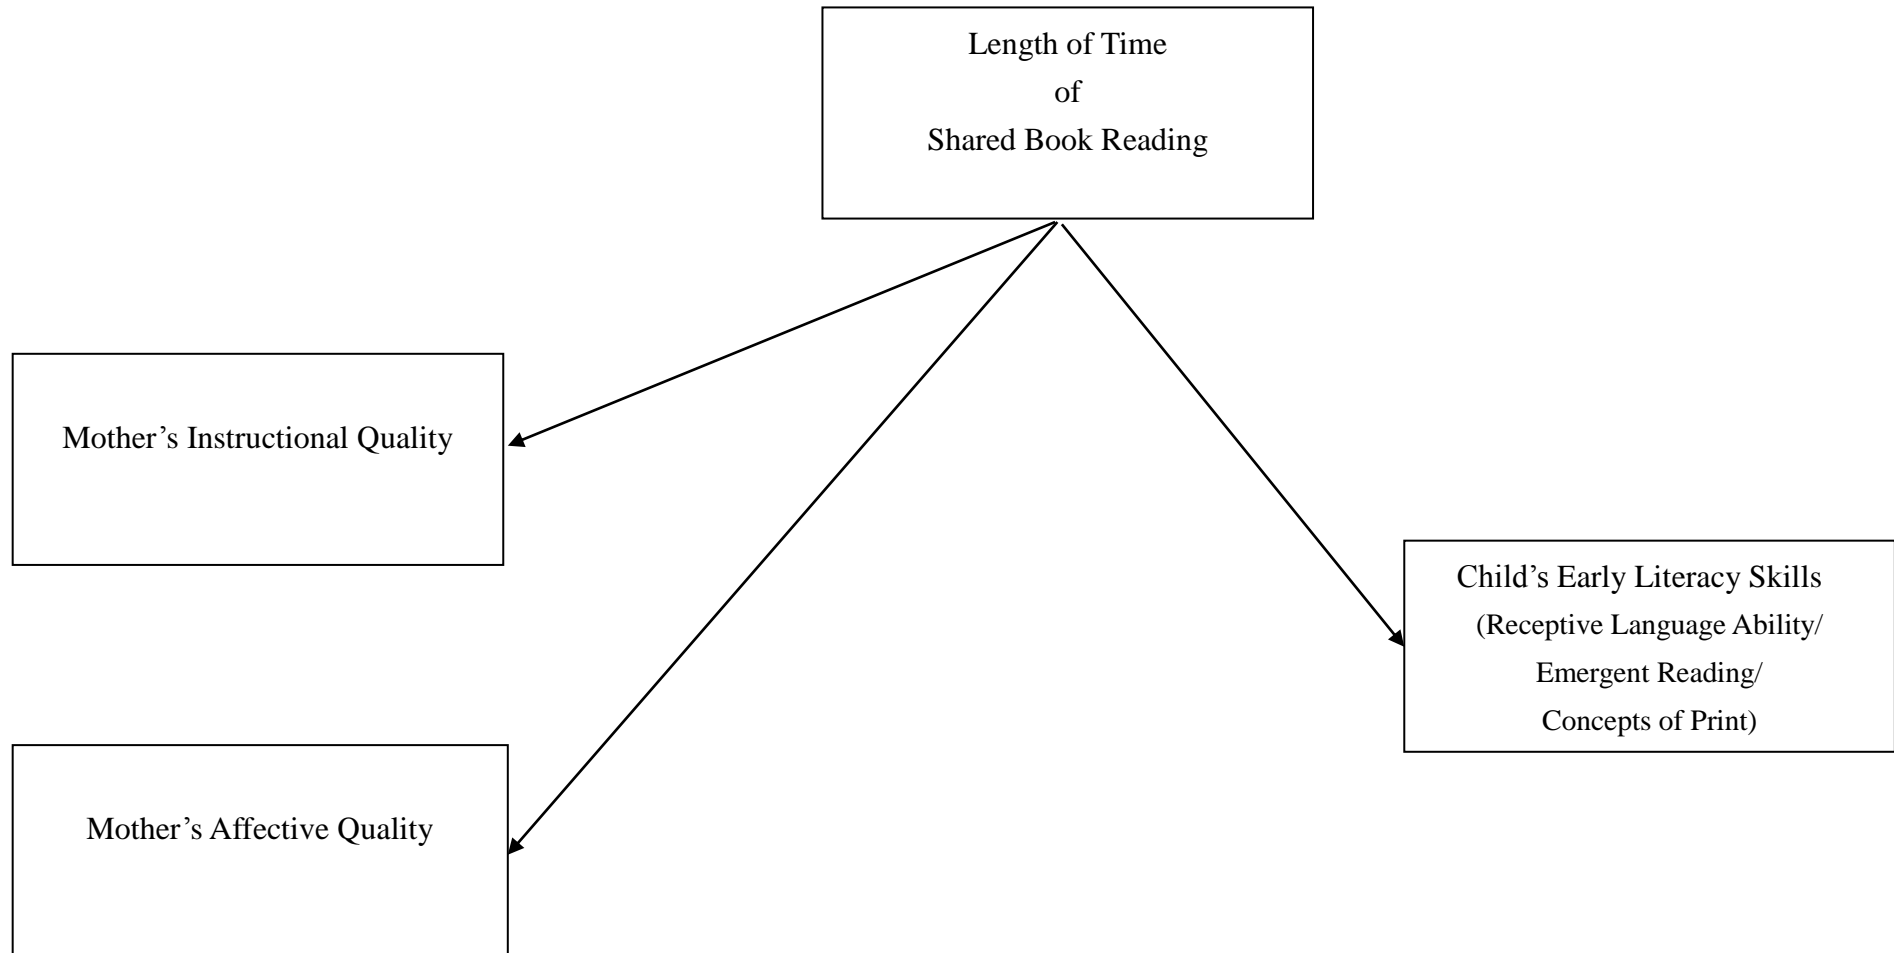 Length of Time
of
Shared Book Reading
Mother’s Instructional Quality
Child’s Early Literacy Skills
(Receptive Language Ability/
Emergent Reading/
Concepts of Print)
Mother’s Affective Quality